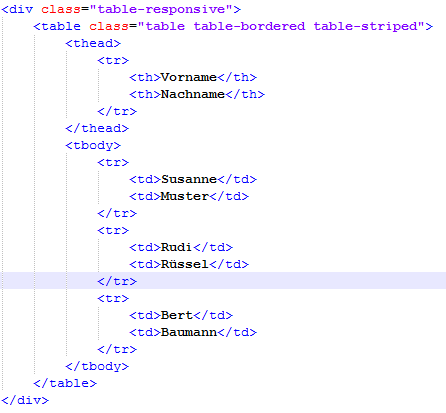 <div class="table-responsive">
    <table class="table table-bordered table-striped">
        <thead>
            <tr>
                <th>Vorname</th>
                <th>Nachname</th>
            </tr>
        </thead>
        <tbody>
            <tr>
                <td>Susanne</td>
                <td>Muster</td>
            </tr>
            <tr>
                <td>Rudi</td>
                <td>Rüssel</td>
            </tr>
            <tr>
                <td>Bert</td>
                <td>Baumann</td>
            </tr>
        </tbody>
    </table>
</div>